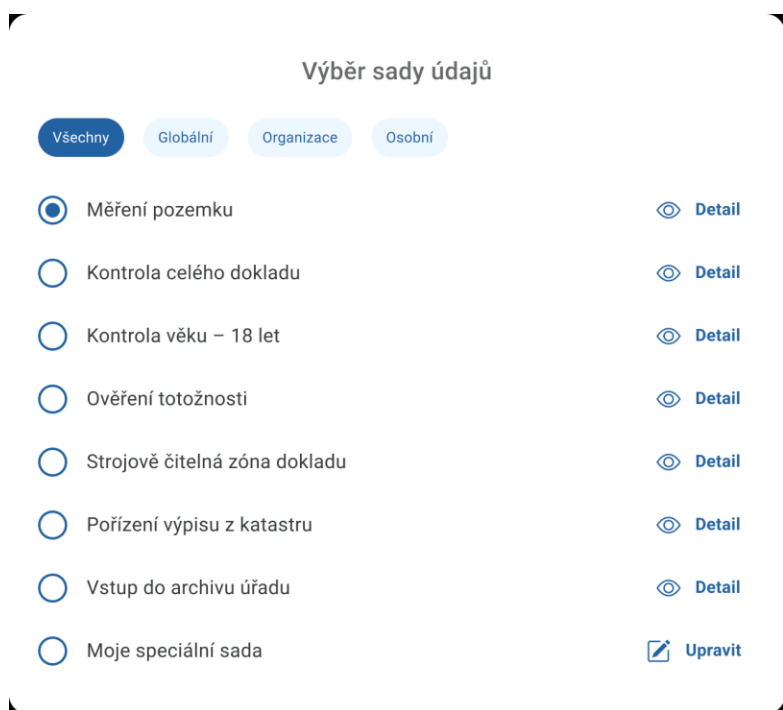 Výběr sady údajů
Všechny Globální Organizace Osobní
Měření pozemku Detail
Kontrola celého dokladu Detail
Kontrola věku – 18 let Detail
Ověření totožnosti Detail
Strojově čitelná zóna dokladu Detail
Pořízení výpisu z katastru Detail
Vstup do archivu úřadu Detail
Moje speciální sada Upravit